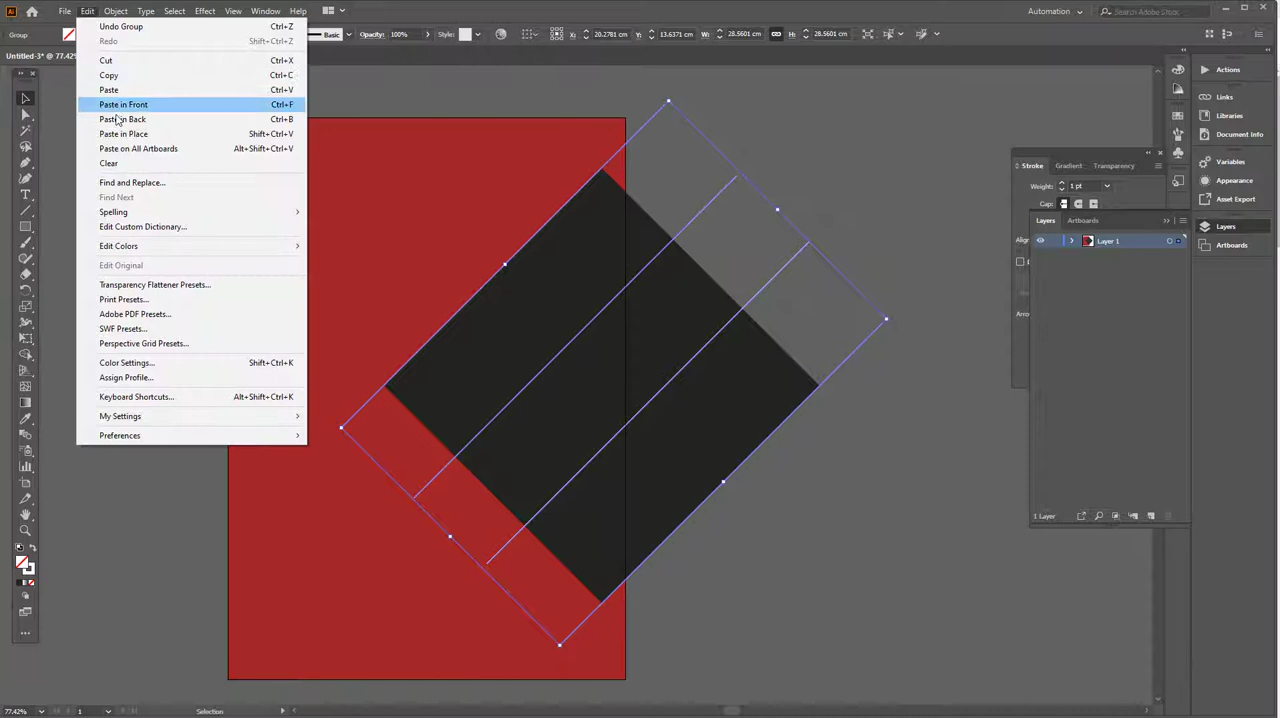 Ai File Edit Object Type Select Effect View Window Help Automation Search Adobe Stock
Group Basic Opacity: 100% Style: X: 20.2781 cm Y: 13.6371 cm W: 28.5601 cm H: 28.5601 cm
Untitled-3* @ 77.42%
Undo Group Ctrl+Z
Redo Shift+Ctrl+Z
Cut Ctrl+X
Copy Ctrl+C
Paste Ctrl+V
Paste in Front Ctrl+F
Paste in Back Ctrl+B
Paste in Place Shift+Ctrl+V
Paste on All Artboards Alt+Shift+Ctrl+V
Clear
Find and Replace...
Find Next
Spelling
Edit Custom Dictionary...
Edit Colors
Edit Original
Transparency Flattener Presets...
Print Presets...
Adobe PDF Presets...
SWF Presets...
Perspective Grid Presets...
Color Settings... Shift+Ctrl+K
Assign Profile...
Keyboard Shortcuts... Alt+Shift+Ctrl+K
My Settings
Preferences
Stroke Gradient Transparency
Weight: 1 pt
Cap:
Layers Artboards
Layer 1
1 Layer
Actions
Links
Libraries
Document Info
Variables
Appearance
Asset Export
Layers
Artboards
77.42% 1 Selection